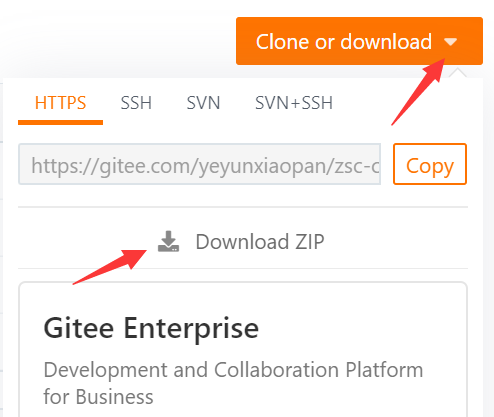 Clone or download
HTTPS SSH SVN SVN+SSH
https://gitee.com/yeyunxiaopan/zsc-c
Copy
Download ZIP
Gitee Enterprise
Development and Collaboration Platform
for Business